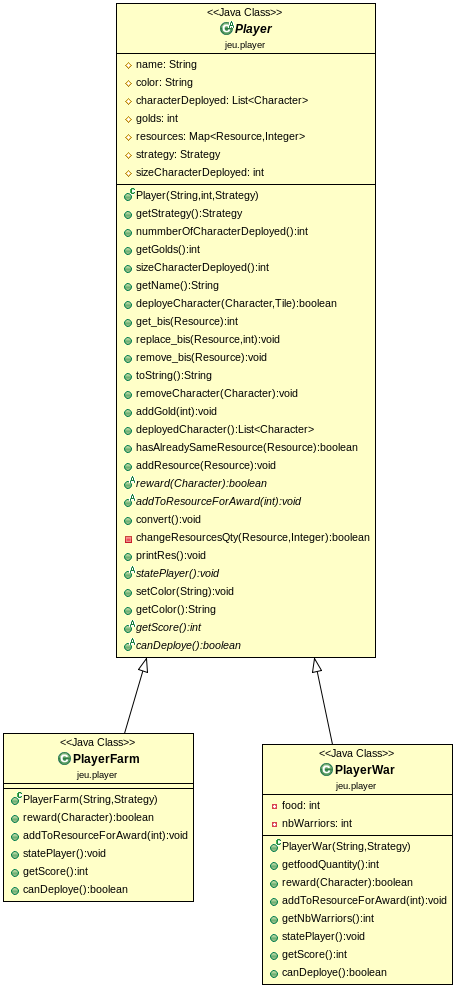 <<Java Class>>
Player
jeu.player
name: String
color: String
characterDeployed: List<Character>
golds: int
resources: Map<Resource,Integer>
strategy: Strategy
sizeCharacterDeployed: int
Player(String,int,Strategy)
getStrategy():Strategy
nummberOfCharacterDeployed():int
getGolds():int
sizeCharacterDeployed():int
getName():String
deployeCharacter(Character,Tile):boolean
get_bis(Resource):int
replace_bis(Resource,int):void
remove_bis(Resource):void
toString():String
removeCharacter(Character):void
addGold(int):void
deployedCharacter():List<Character>
hasAlreadySameResource(Resource):boolean
addResource(Resource):void
reward(Character):boolean
addToResourceForAward(int):void
convert():void
changeResourcesQty(Resource,Integer):boolean
printRes():void
statePlayer():void
setColor(String):void
getColor():String
getScore():int
canDeploye():boolean
<<Java Class>>
PlayerFarm
jeu.player
PlayerFarm(String,Strategy)
reward(Character):boolean
addToResourceForAward(int):void
statePlayer():void
getScore():int
canDeploye():boolean
<<Java Class>>
PlayerWar
jeu.player
food: int
nbWarriors: int
PlayerWar(String,Strategy)
getfoodQuantity():int
reward(Character):boolean
addToResourceForAward(int):void
getNbWarriors():int
statePlayer():void
getScore():int
canDeploye():boolean